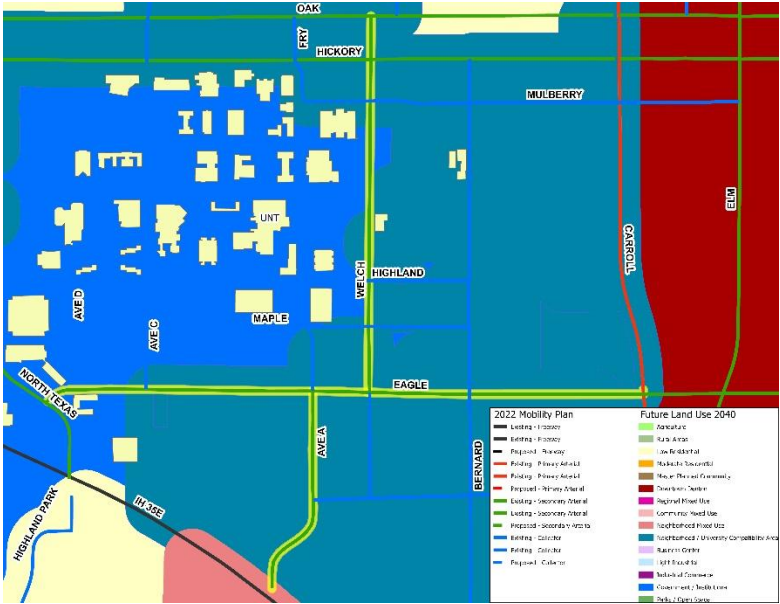 OAK
FRY
HICKORY
MULBERRY
ELM
UNT
CARROLL
WELCH
HIGHLAND
AVE D
AVE C
MAPLE
NORTH TEXAS
EAGLE
AVE A
BERNARD
HIGHLAND PARK
IH 35E
2022 Mobility Plan
Existing - Freeway
Existing - Freeway
Proposed - Freeway
Existing - Primary Arterial
Existing - Primary Arterial
Proposed - Primary Arterial
Existing - Secondary Arterial
Existing - Secondary Arterial
Proposed - Secondary Arterial
Existing - Collector
Existing - Collector
Proposed - Collector
Future Land Use 2040
Agriculture
Rural Areas
Low Residential
Moderate Residential
Master Planned Community
Downtown Denton
Regional Mixed Use
Community Mixed Use
Neighborhood Mixed Use
Neighborhood / University Compatibility Area
Business Center
Light Industrial
Industrial Commerce
Government / Institutional
Parks / Open Space